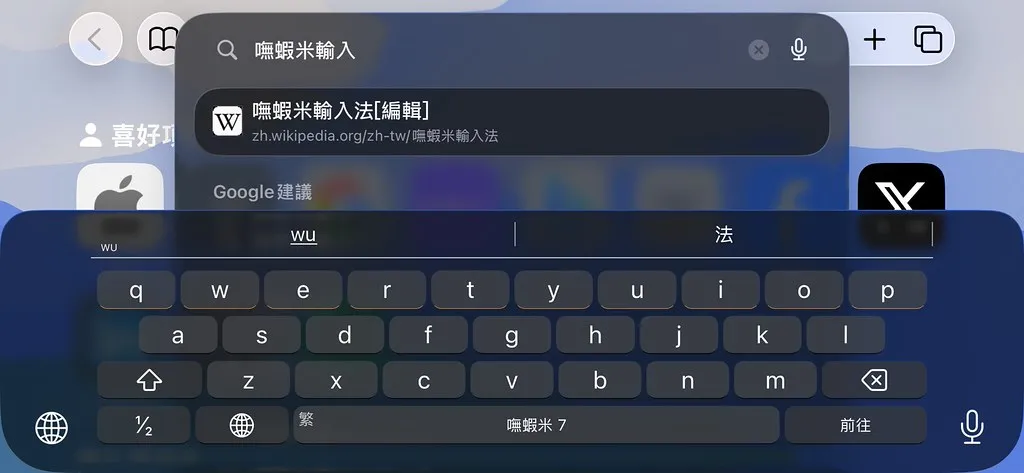 嘸蝦米輸入
嘸蝦米輸入法[編輯]
zh.wikipedia.org/zh-tw/嘸蝦米輸入法
喜好項
Google建議
WU
wu
法
q w e r t y u i o p
a s d f g h j k l
z x c v b n m
½ 繁 嘸蝦米 7 前往